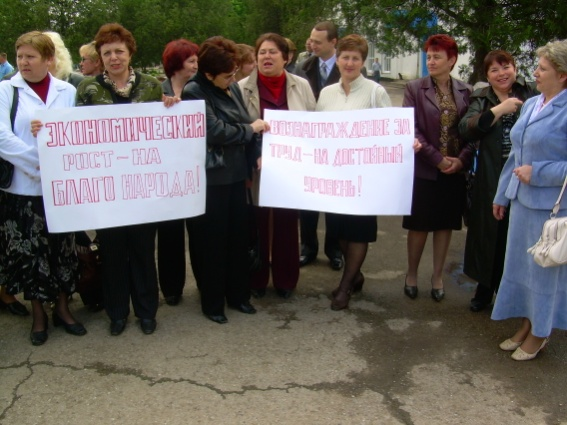 ЭКОНОМИЧЕСКИЙ
РОСТ-НА
БЛАГО НАРОДА!
ВОЗНАГРАЖДЕНИЕ ЗА
ТРУД-НА ДОСТОЙНЫЙ
УРОВЕНЬ!